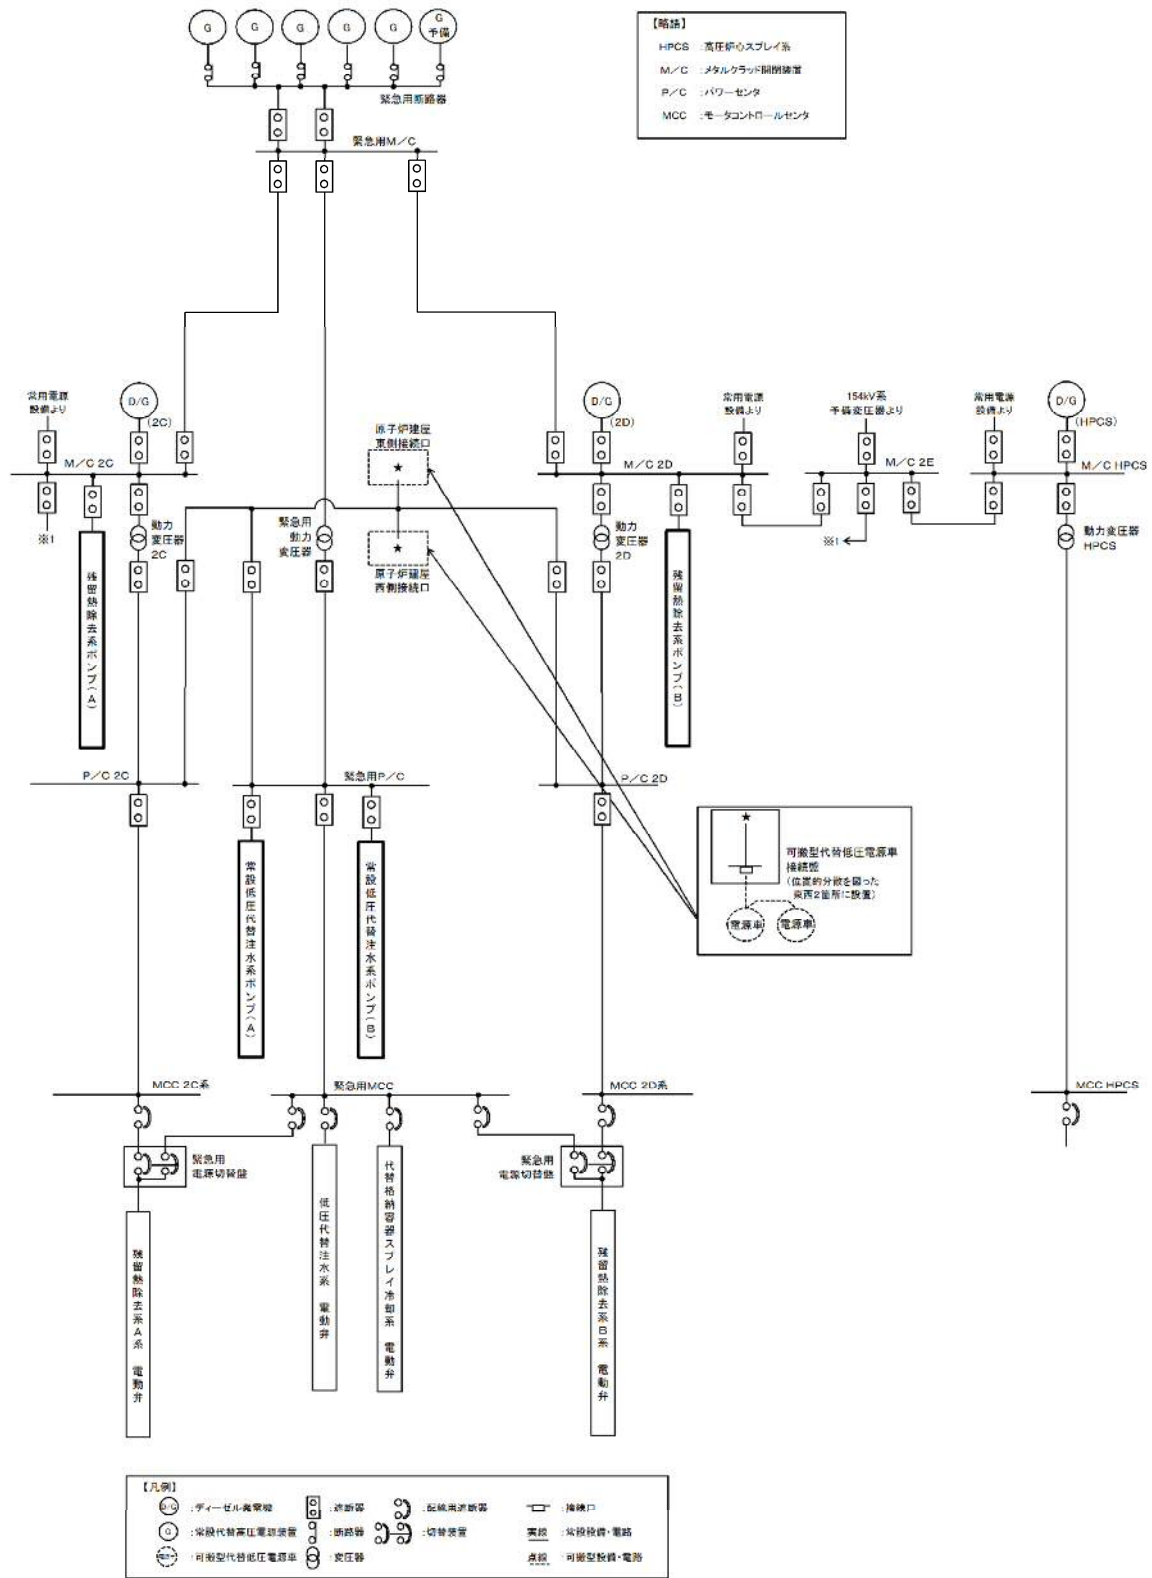 G
G
G
G
G
G
予備
緊急用断路器
緊急用M/C
【略語】
HPCS :高圧炉心スプレイ系
M/C :メタルクラッド開閉装置
P/C :パワーセンタ
MCC :モータコントロールセンタ
常用電源
設備より
D/G
(2C)
M/C 2C
※1
動力
変圧器
2C
残留熱除去系ポンプ(A)
緊急用
動力
変圧器
原子炉建屋
東側接続口
★
★
原子炉建屋
西側接続口
D/G
(2D)
M/C 2D
動力
変圧器
2D
残留熱除去系ポンプ(B)
常用電源
設備より
154kV系
予備変圧器より
M/C 2E
※1
常用電源
設備より
D/G
(HPCS)
M/C HPCS
動力変圧器
HPCS
P/C 2C
緊急用P/C
P/C 2D
常設低圧代替注水系ポンプ(A)
常設低圧代替注水系ポンプ(B)
★
可搬型代替低圧電源車
接続盤
(位置的分散を図った
東西2箇所に設置)
電源車
電源車
MCC 2C系
緊急用MCC
MCC 2D系
MCC HPCS
緊急用
電源切替盤
緊急用
電源切替盤
残留熱除去系A系 電動弁
低圧代替注水系 電動弁
代替格納容器スプレイ冷却系 電動弁
残留熱除去系B系 電動弁
【凡例】
D/G :ディーゼル発電機
:遮断器
:配線用遮断器
:接続口
G :常設代替高圧電源装置
:断路器
:切替装置
実線 :常設設備・電路
電源車 :可搬型代替低圧電源車
:変圧器
点線 :可搬型設備・電路